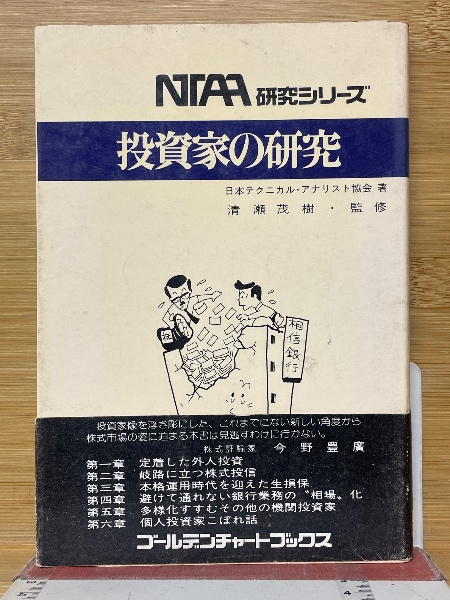 NTAA 研究シリーズ
投資家の研究
日本テクニカル・アナリスト協会 著
清瀬茂樹・監修
相信銀行
投資家像を浮き彫にした、これまでにない新しい角度から
株式市場の姿に迫まる本書は見逃すわけに行かない。
株式評論家 今野豊廣
第一章 定着した外人投資
第二章 岐路に立つ株式投信
第三章 本格運用時代を迎えた生損保
第四章 避けて通れない銀行業務の〝相場〟化
第五章 多様化すすむその他の機関投資家
第六章 個人投資家こぼれ話
ゴールデンチャートブックス